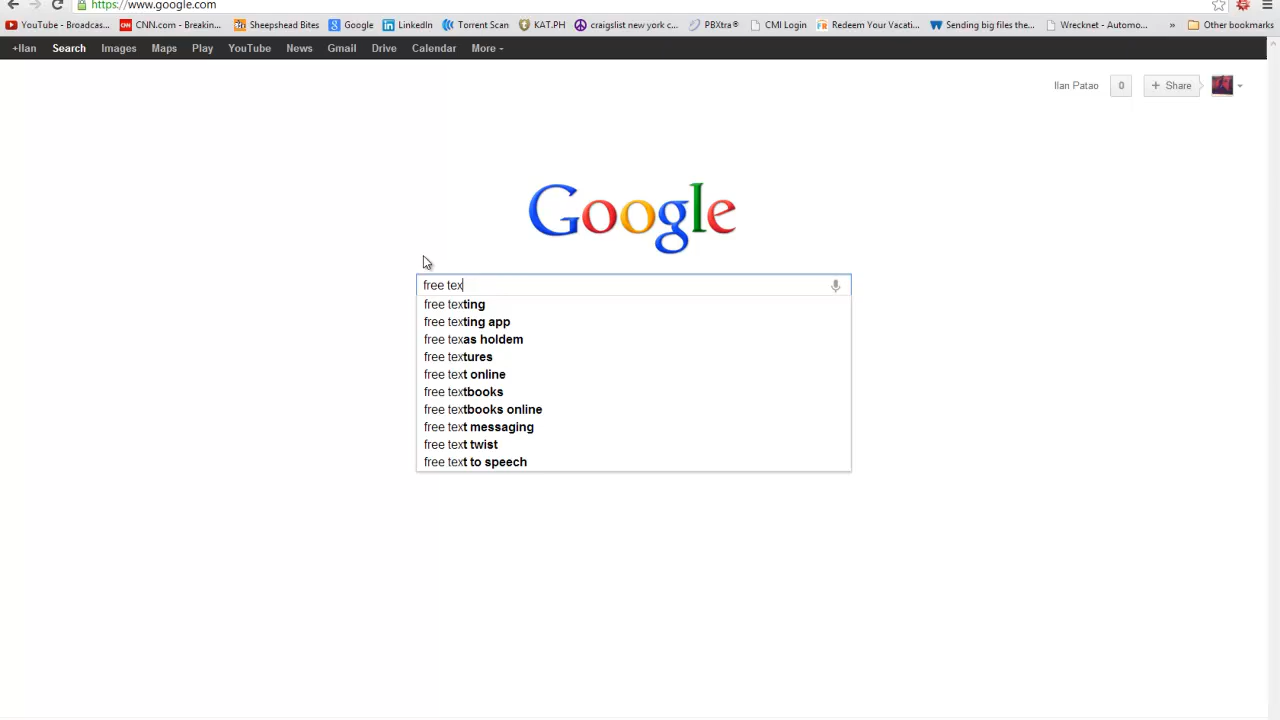 https://www.google.com
YouTube - Broadcas... CNN.com - Breakin... Sheepshead Bites Google LinkedIn Torrent Scan KAT.PH craigslist new york c... PBXtra® CMI Login Redeem Your Vacati... Sending big files the... Wrecknet - Automo... » Other bookmarks
+Ilan Search Images Maps Play YouTube News Gmail Drive Calendar More
Ilan Patao 0 + Share
Google
free tex
free texting
free texting app
free texas holdem
free textures
free text online
free textbooks
free textbooks online
free text messaging
free text twist
free text to speech